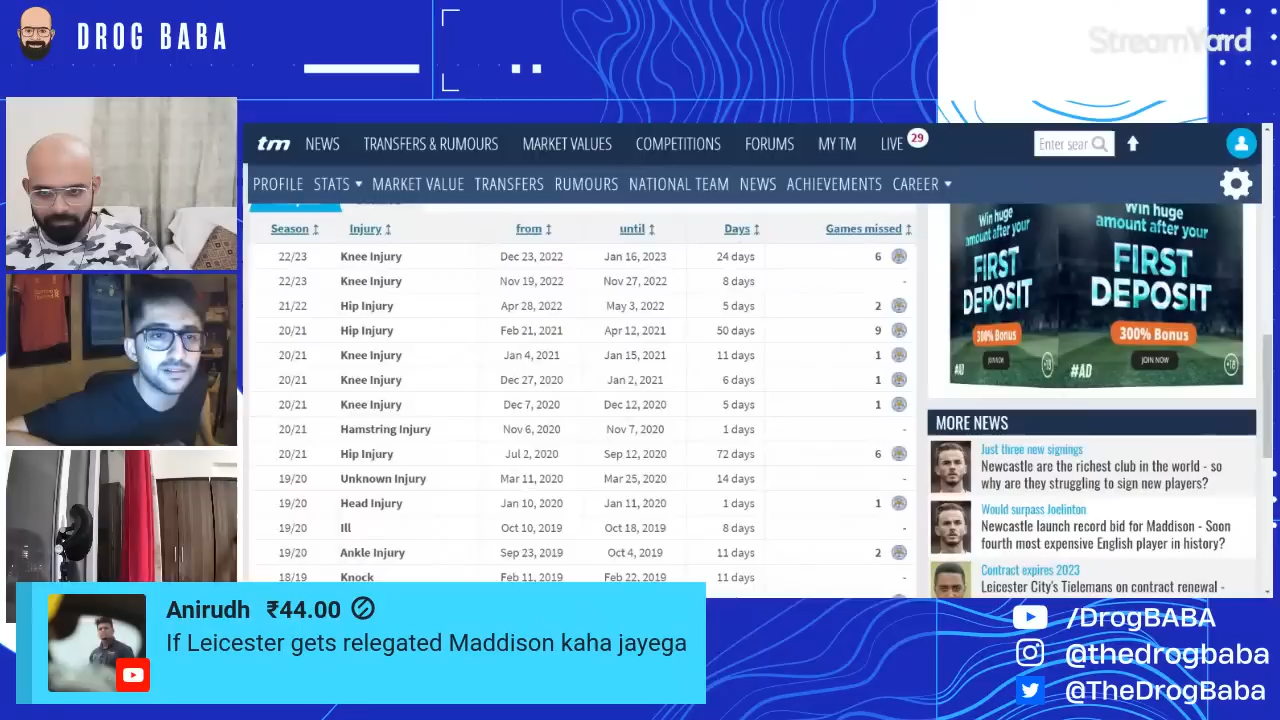 DROG BABA
StreamYard
tm NEWS TRANSFERS & RUMOURS MARKET VALUES COMPETITIONS FORUMS MY TM LIVE 29 Enter sear
PROFILE STATS MARKET VALUE TRANSFERS RUMOURS NATIONAL TEAM NEWS ACHIEVEMENTS CAREER
Season Injury from until Days Games missed
22/23 Knee Injury Dec 23, 2022 Jan 16, 2023 24 days 6
22/23 Knee Injury Nov 19, 2022 Nov 27, 2022 8 days -
21/22 Hip Injury Apr 28, 2022 May 3, 2022 5 days 2
20/21 Hip Injury Feb 21, 2021 Apr 12, 2021 50 days 9
20/21 Knee Injury Jan 4, 2021 Jan 15, 2021 11 days 1
20/21 Knee Injury Dec 27, 2020 Jan 2, 2021 6 days 1
20/21 Knee Injury Dec 7, 2020 Dec 12, 2020 5 days 1
20/21 Hamstring Injury Nov 6, 2020 Nov 7, 2020 1 days -
20/21 Hip Injury Jul 2, 2020 Sep 12, 2020 72 days 6
19/20 Unknown Injury Mar 11, 2020 Mar 25, 2020 14 days -
19/20 Head Injury Jan 10, 2020 Jan 11, 2020 1 days 1
19/20 Ill Oct 10, 2019 Oct 18, 2019 8 days -
19/20 Ankle Injury Sep 23, 2019 Oct 4, 2019 11 days 2
18/19 Knock Feb 11, 2019 Feb 22, 2019 11 days -
Win huge
amount after your
FIRST
DEPOSIT
300% Bonus
JOIN NOW
#AD
+18
Win huge
amount after your
FIRST
DEPOSIT
300% Bonus
JOIN NOW
#AD
+18
MORE NEWS
Just three new signings
Newcastle are the richest club in the world - so
why are they struggling to sign new players?
Would surpass Joelinton
Newcastle launch record bid for Maddison - Soon
fourth most expensive English player in history?
Contract expires 2023
Leicester City's Tielemans on contract renewal -
Anirudh ₹44.00
If Leicester gets relegated Maddison kaha jayega
/DrogBABA
@thedrogbaba
@TheDrogBaba